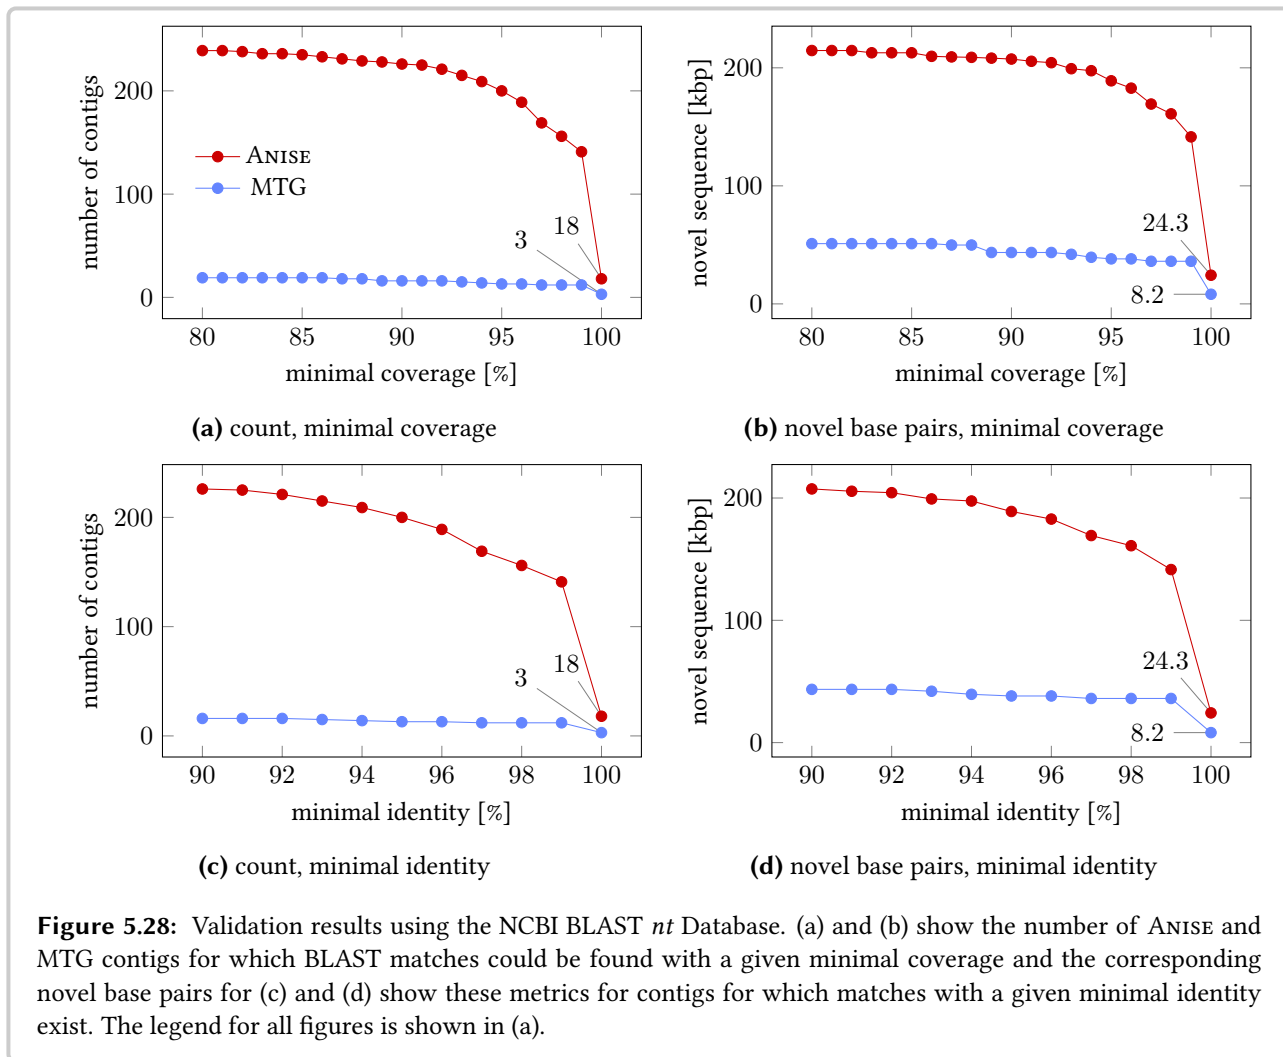 number of contigs
200
100
0
ANISE
MTG
18
3
80 85 90 95 100
minimal coverage [%]
(a) count, minimal coverage
novel sequence [kbp]
200
100
0
24.3
8.2
80 85 90 95 100
minimal coverage [%]
(b) novel base pairs, minimal coverage
number of contigs
200
100
0
18
3
90 92 94 96 98 100
minimal identity [%]
(c) count, minimal identity
novel sequence [kbp]
200
100
0
24.3
8.2
90 92 94 96 98 100
minimal identity [%]
(d) novel base pairs, minimal identity
Figure 5.28: Validation results using the NCBI BLAST nt Database. (a) and (b) show the number of ANISE and
MTG contigs for which BLAST matches could be found with a given minimal coverage and the corresponding
novel base pairs for (c) and (d) show these metrics for contigs for which matches with a given minimal identity
exist. The legend for all figures is shown in (a).